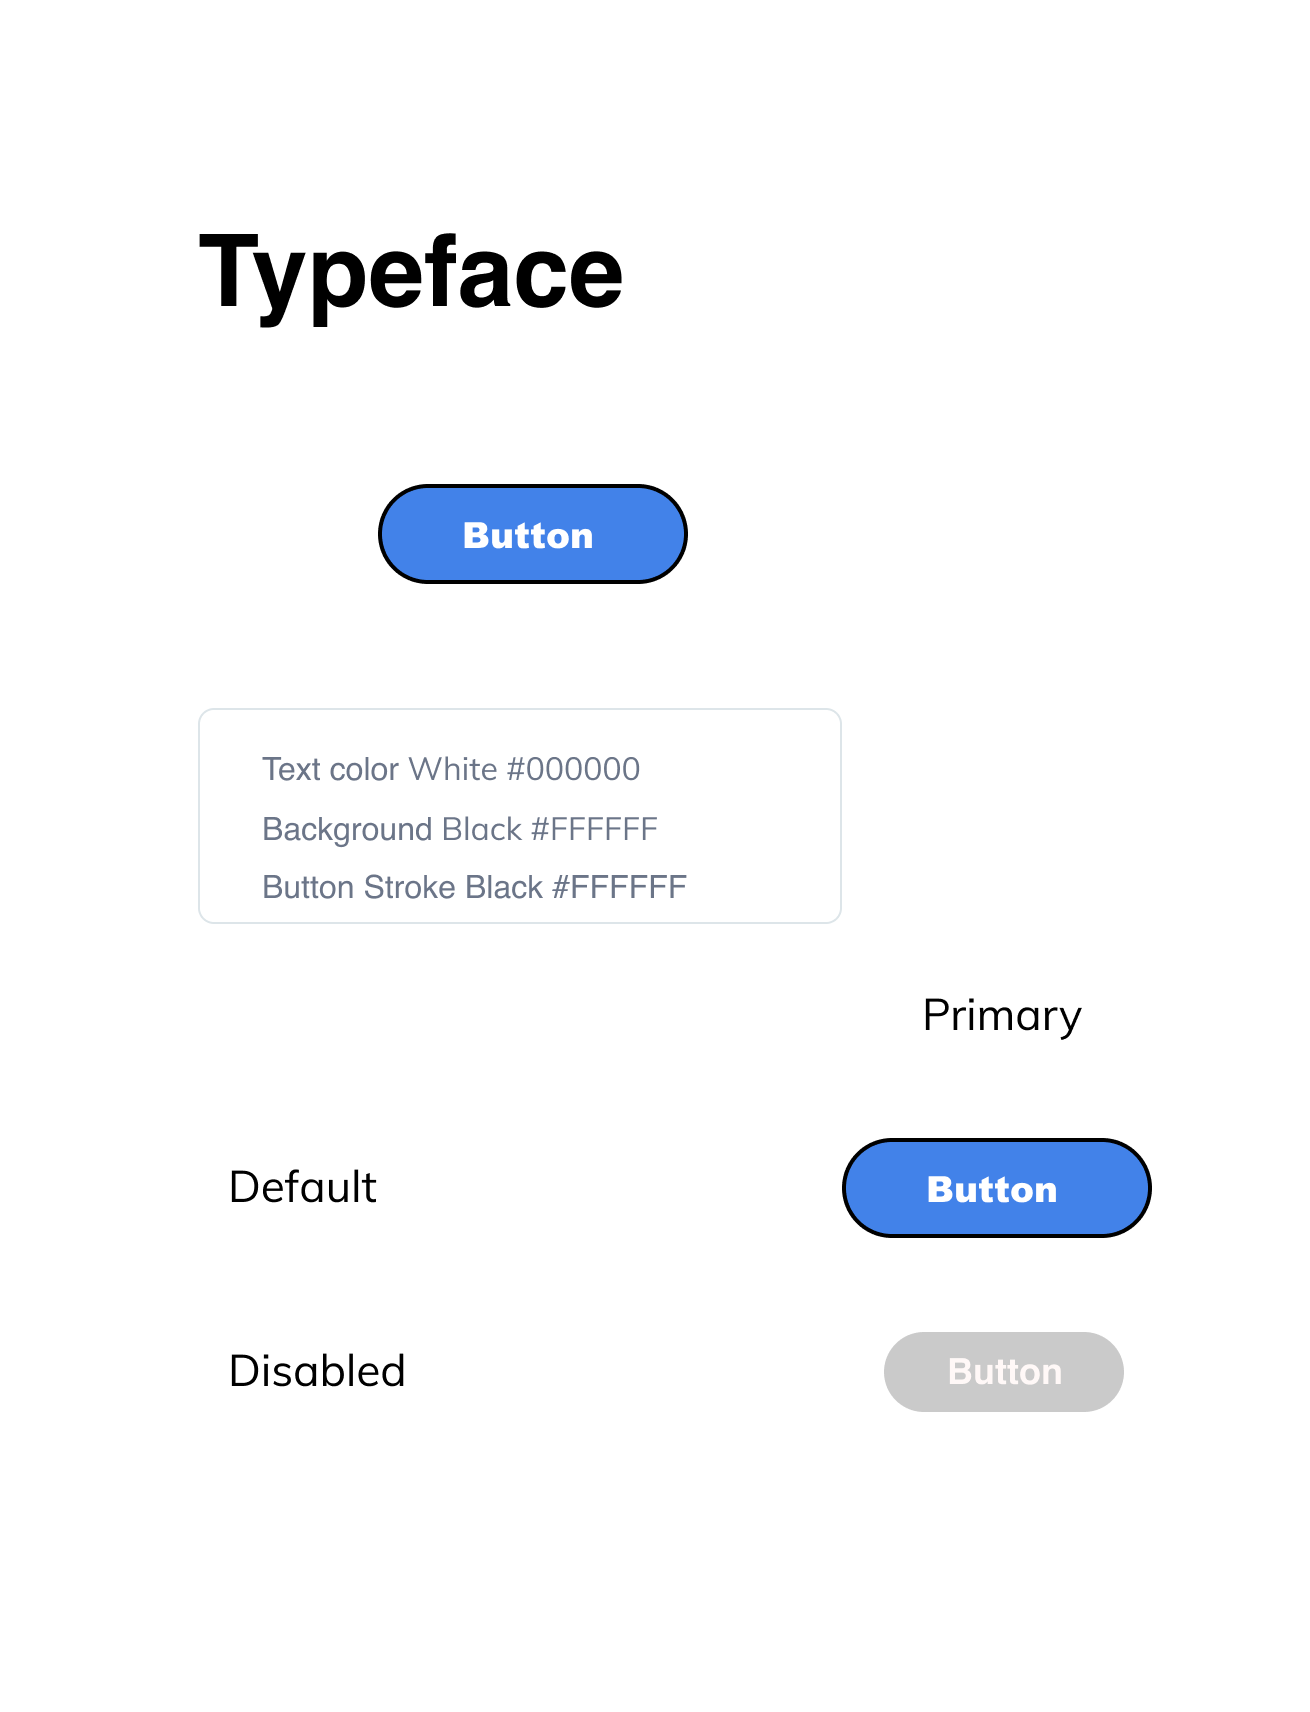 Typeface
Button
Text color White #000000
Background Black #FFFFFF
Button Stroke Black #FFFFFF
Primary
Default
Button
Disabled
Button